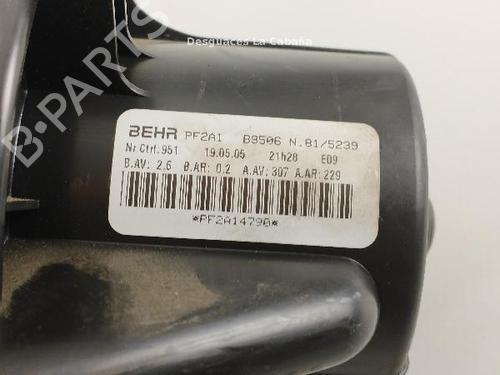 Desguaces La Cabaña
BEHR PF2A1 B9506 N.81/5239
Nr Ctrl: 951 19.05.05 21h28 E09
B.AV: 2.6 B.AR: 0.2 A.AV: 307 A.AR: 229
*PF2A14790*
B-PARTS